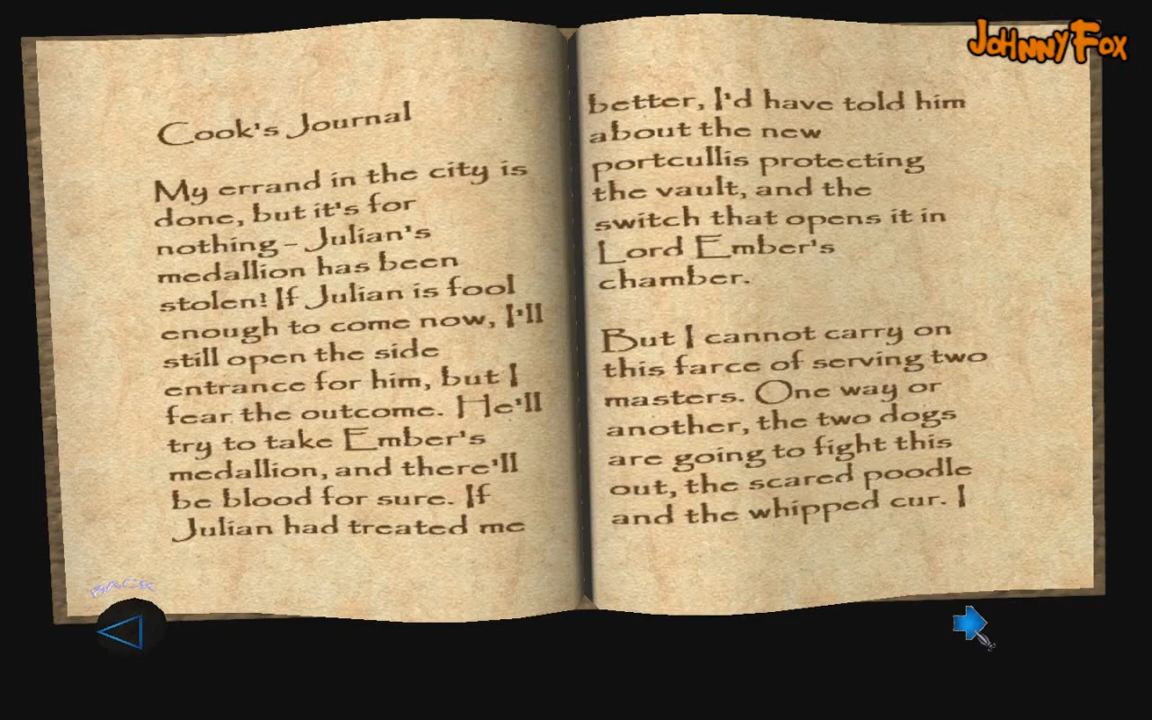 JOHNNY FOX
Cook's Journal
My errand in the city is
done, but it's for
nothing - Julian's
medallion has been
stolen! If Julian is fool
enough to come now, I'll
still open the side
entrance for him, but I
fear the outcome. He'll
try to take Ember's
medallion, and there'll
be blood for sure. If
Julian had treated me
better, I'd have told him
about the new
portcullis protecting
the vault, and the
switch that opens it in
Lord Ember's
chamber.
But I cannot carry on
this farce of serving two
masters. One way or
another, the two dogs
are going to fight this
out, the scared poodle
and the whipped cur. I
BACK